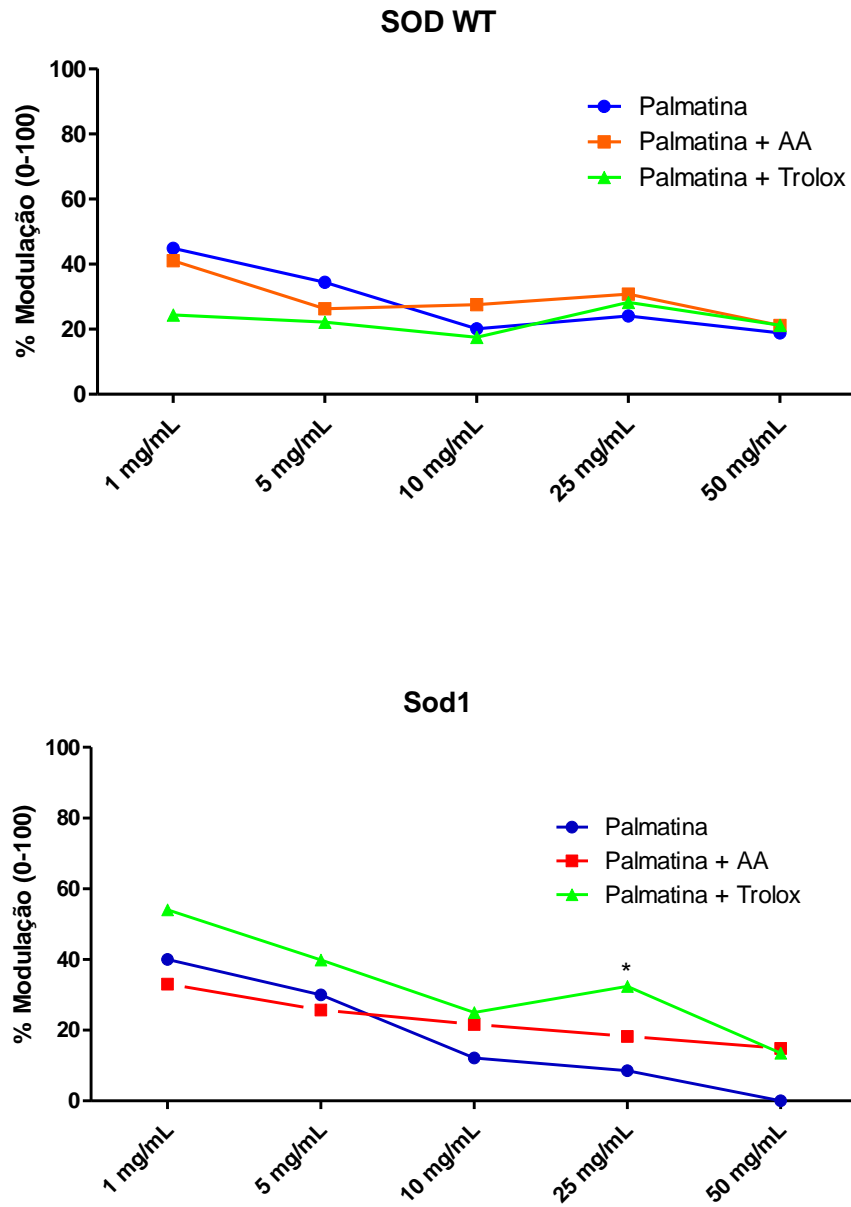 SOD WT
% Modulação (0-100)
100
80
60
40
20
0
Palmatina
Palmatina + AA
Palmatina + Trolox
1 mg/mL
5 mg/mL
10 mg/mL
25 mg/mL
50 mg/mL
Sod1
% Modulação (0-100)
100
80
60
40
20
0
Palmatina
Palmatina + AA
Palmatina + Trolox
*
1 mg/mL
5 mg/mL
10 mg/mL
25 mg/mL
50 mg/mL